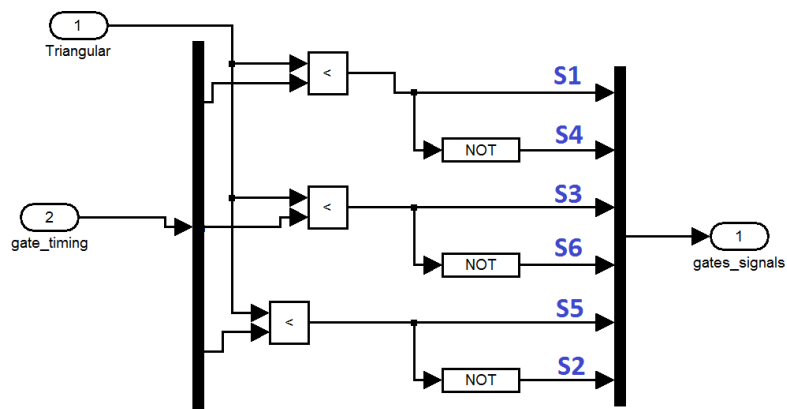 1
Triangular
<
S1
NOT
S4
<
S3
2
gate_timing
NOT
S6
1
gates_signals
<
S5
NOT
S2